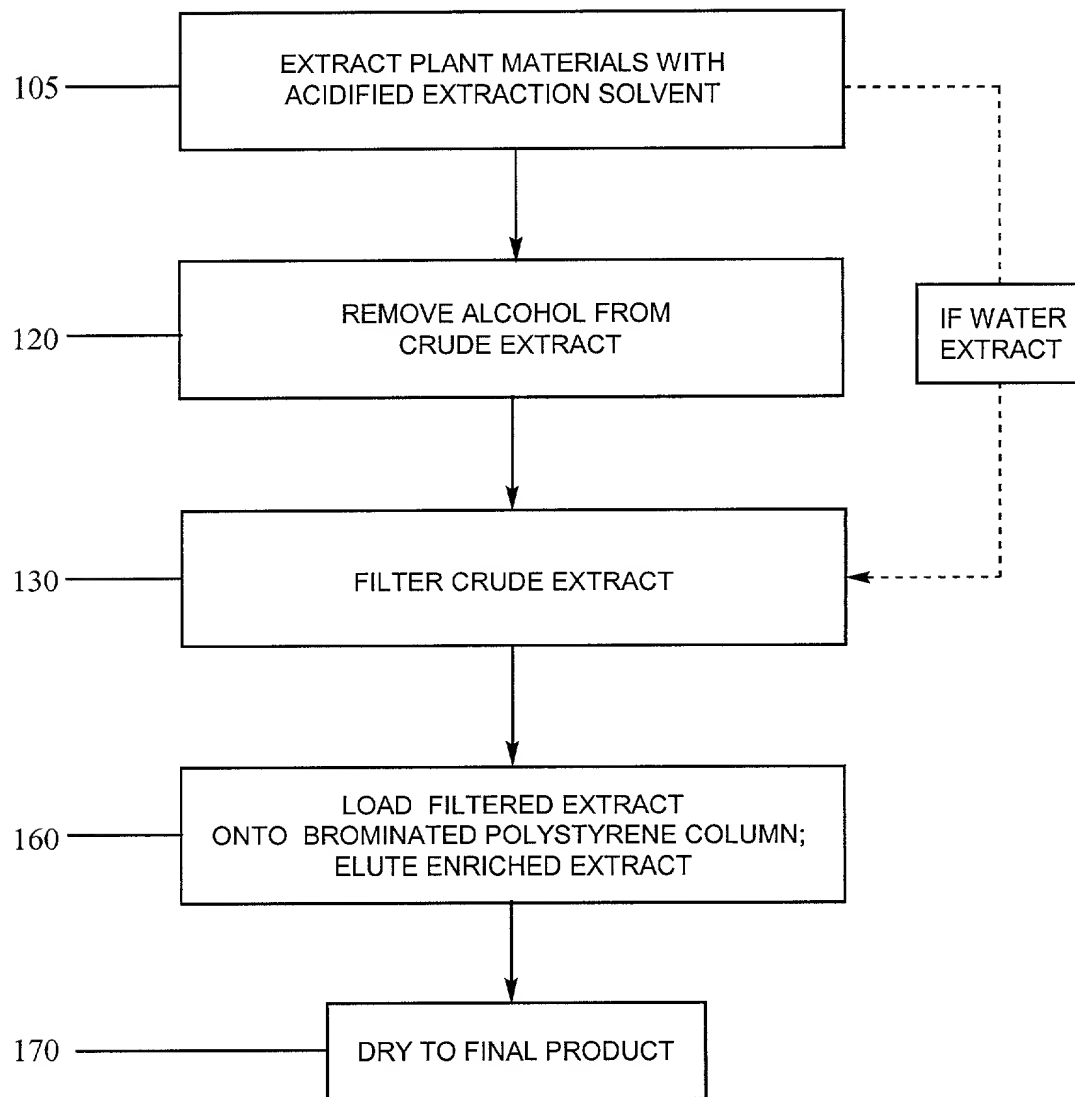 105
EXTRACT PLANT MATERIALS WITH
ACIDIFIED EXTRACTION SOLVENT
120
REMOVE ALCOHOL FROM
CRUDE EXTRACT
IF WATER
EXTRACT
130
FILTER CRUDE EXTRACT
160
LOAD FILTERED EXTRACT
ONTO BROMINATED POLYSTYRENE COLUMN;
ELUTE ENRICHED EXTRACT
170
DRY TO FINAL PRODUCT